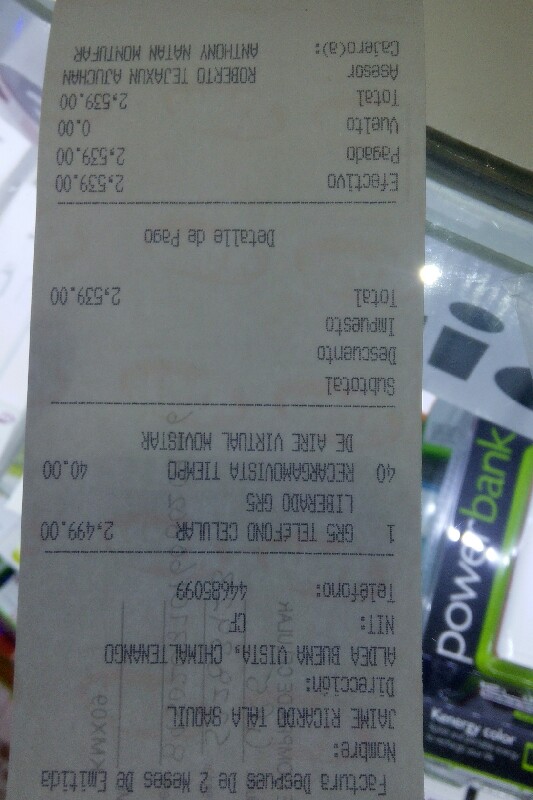 Factura Despues De 2 Meses De Emitida
Nombre:
JAIME RICARDO TALA SAQUIL
Dirección:
ALDEA BUENA VISTA, CHIMALTENANGO
NIT: CF
Teléfono: 44685099
1 GR5 TELEFONO CELULAR 2,499.00
LIBERADO GR5
40 RECARGAMOVISTA TIEMPO 40.00
DE AIRE VIRTUAL MOVISTAR
Subtotal
Descuento
Impuesto
Total 2,539.00
Detalle de Pago
Efectivo 2,539.00
Pagado 2,539.00
Vuelto 0.00
Total 2,539.00
Asesor ROBERTO TEJAXUN AJUCHAN
Cajero(a): ANTHONY NATAN MONTUFAR
powerbank
Kenergy color